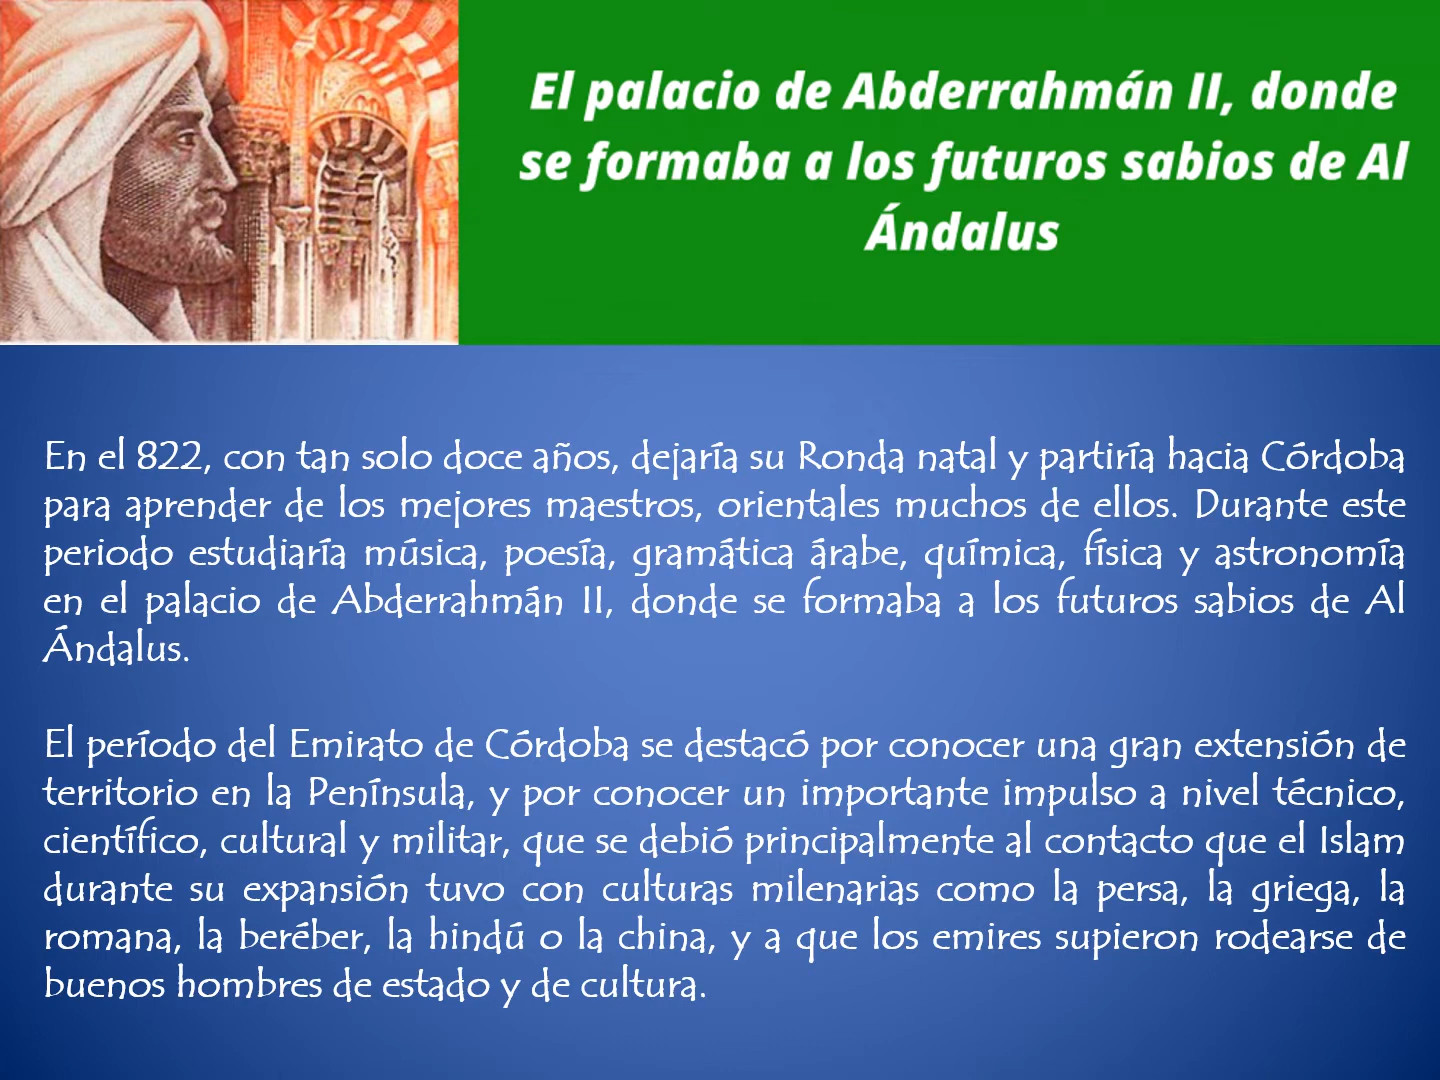 El palacio de Abderrahmán II, donde
se formaba a los futuros sabios de Al
Ándalus
En el 822, con tan solo doce años, dejaría su Ronda natal y partiría hacia Córdoba
para aprender de los mejores maestros, orientales muchos de ellos. Durante este
periodo estudiaría música, poesía, gramática árabe, química, física y astronomía
en el palacio de Abderrahmán II, donde se formaba a los futuros sabios de Al
Ándalus.
El período del Emirato de Córdoba se destacó por conocer una gran extensión de
territorio en la Península, y por conocer un importante impulso a nivel técnico,
científico, cultural y militar, que se debió principalmente al contacto que el Islam
durante su expansión tuvo con culturas milenarias como la persa, la griega, la
romana, la beréber, la hindú o la china, y a que los emires supieron rodearse de
buenos hombres de estado y de cultura.